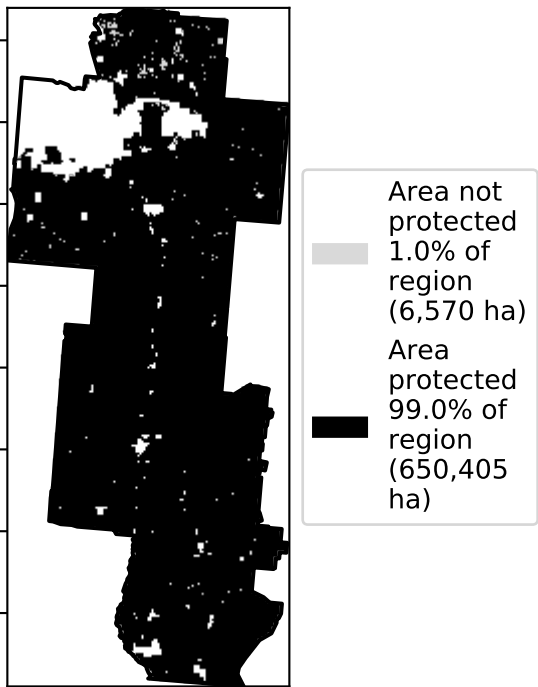 Area not
protected
1.0% of
region
(6,570 ha)
Area
protected
99.0% of
region
(650,405
ha)